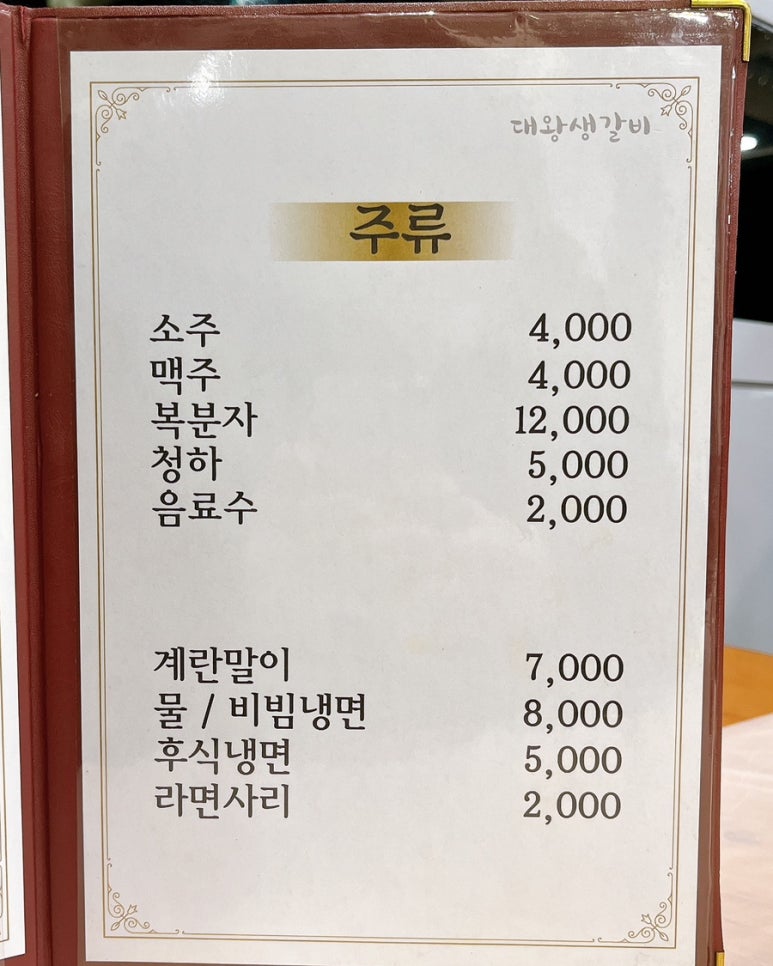 대왕생갈비
주류
소주 4,000
맥주 4,000
복분자 12,000
청하 5,000
음료수 2,000
계란말이 7,000
물 / 비빔냉면 8,000
후식냉면 5,000
라면사리 2,000